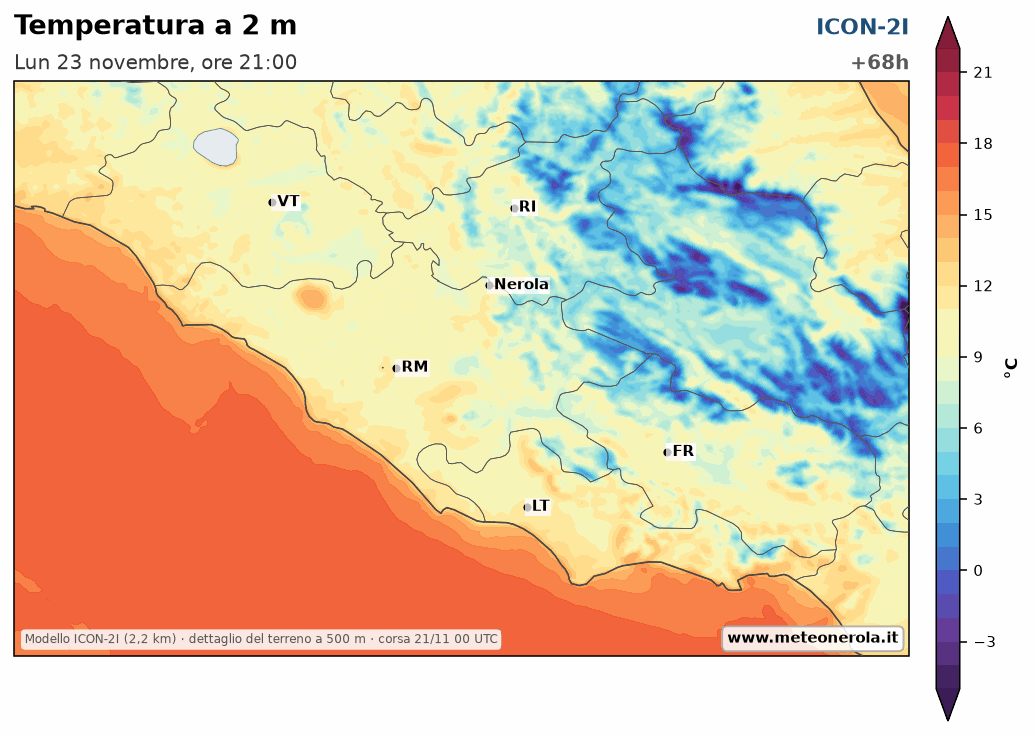 Temperatura a 2 m
ICON-2I
Lun 23 novembre, ore 21:00
+68h
21
18
15
12
9
6
3
0
−3
°C
VT
RI
Nerola
RM
FR
LT
Modello ICON-2I (2,2 km) · dettaglio del terreno a 500 m · corsa 21/11 00 UTC
www.meteonerola.it